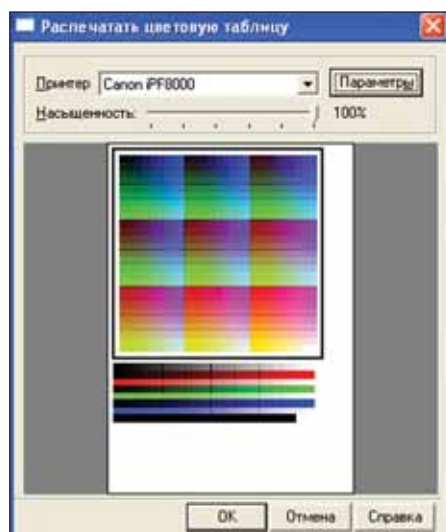 Распечатать цветовую таблицу
Принтер Canon iPF8000 Параметры
Насыщенность: 100%
OK Отмена Справка